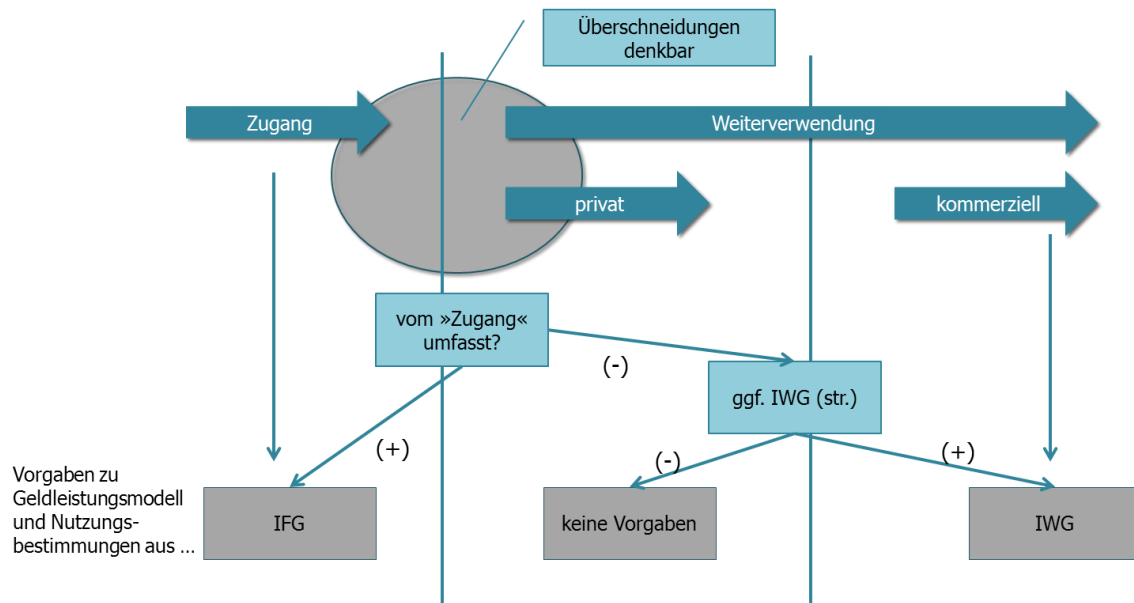 Überschneidungen
denkbar
Zugang
Weiterverwendung
privat
kommerziell
vom »Zugang«
umfasst?
(-)
ggf. IWG (str.)
(+)
(-)
(+)
Vorgaben zu
Geldleistungsmodell
und Nutzungs-
bestimmungen aus ...
IFG
keine Vorgaben
IWG